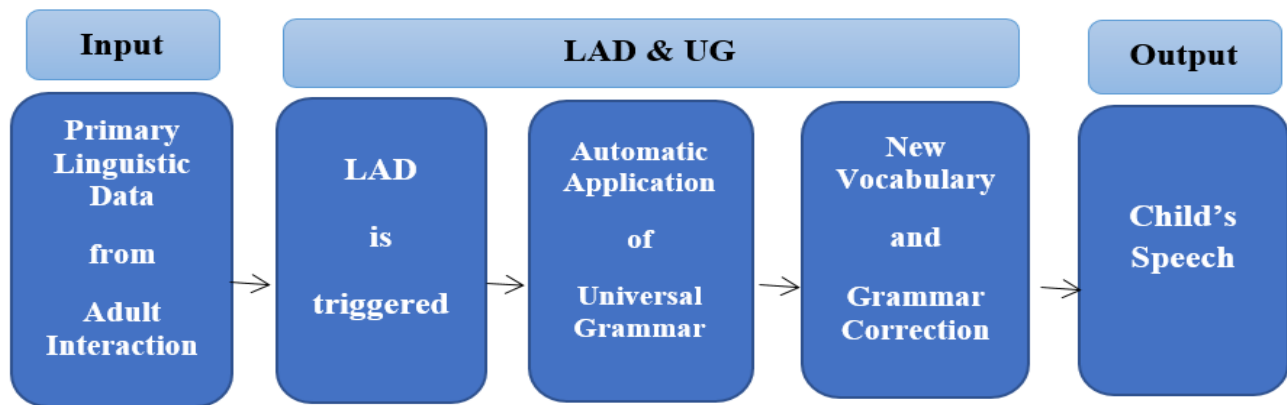 Input
LAD & UG
Output
Primary
Linguistic
Data
from
Adult
Interaction
LAD
is
triggered
Automatic
Application
of
Universal
Grammar
New
Vocabulary
and
Grammar
Correction
Child’s
Speech